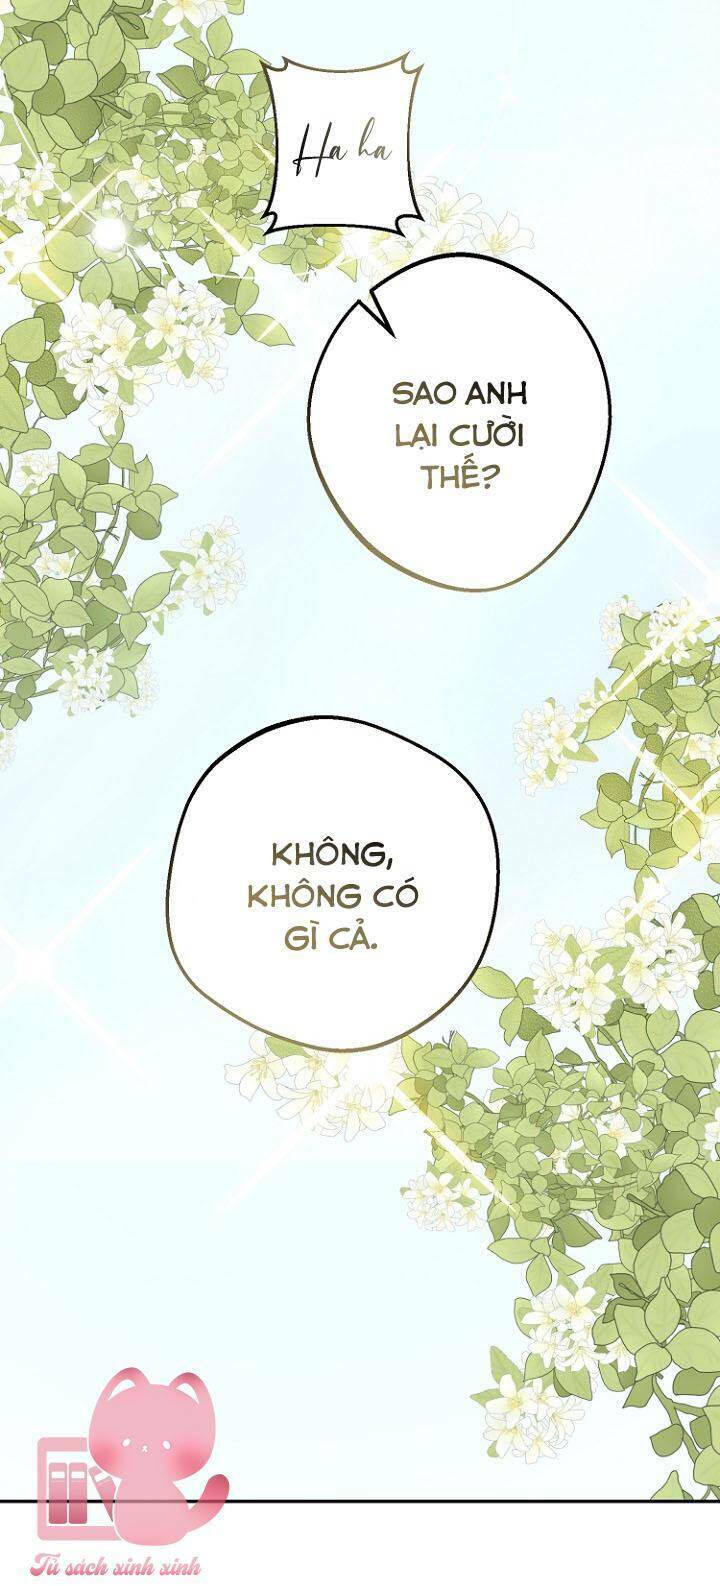 Ha ha
SAO ANH
LẠI CƯỜI
THẾ?
KHÔNG,
KHÔNG CÓ
GÌ CẢ.
Tủ sách xinh xinh